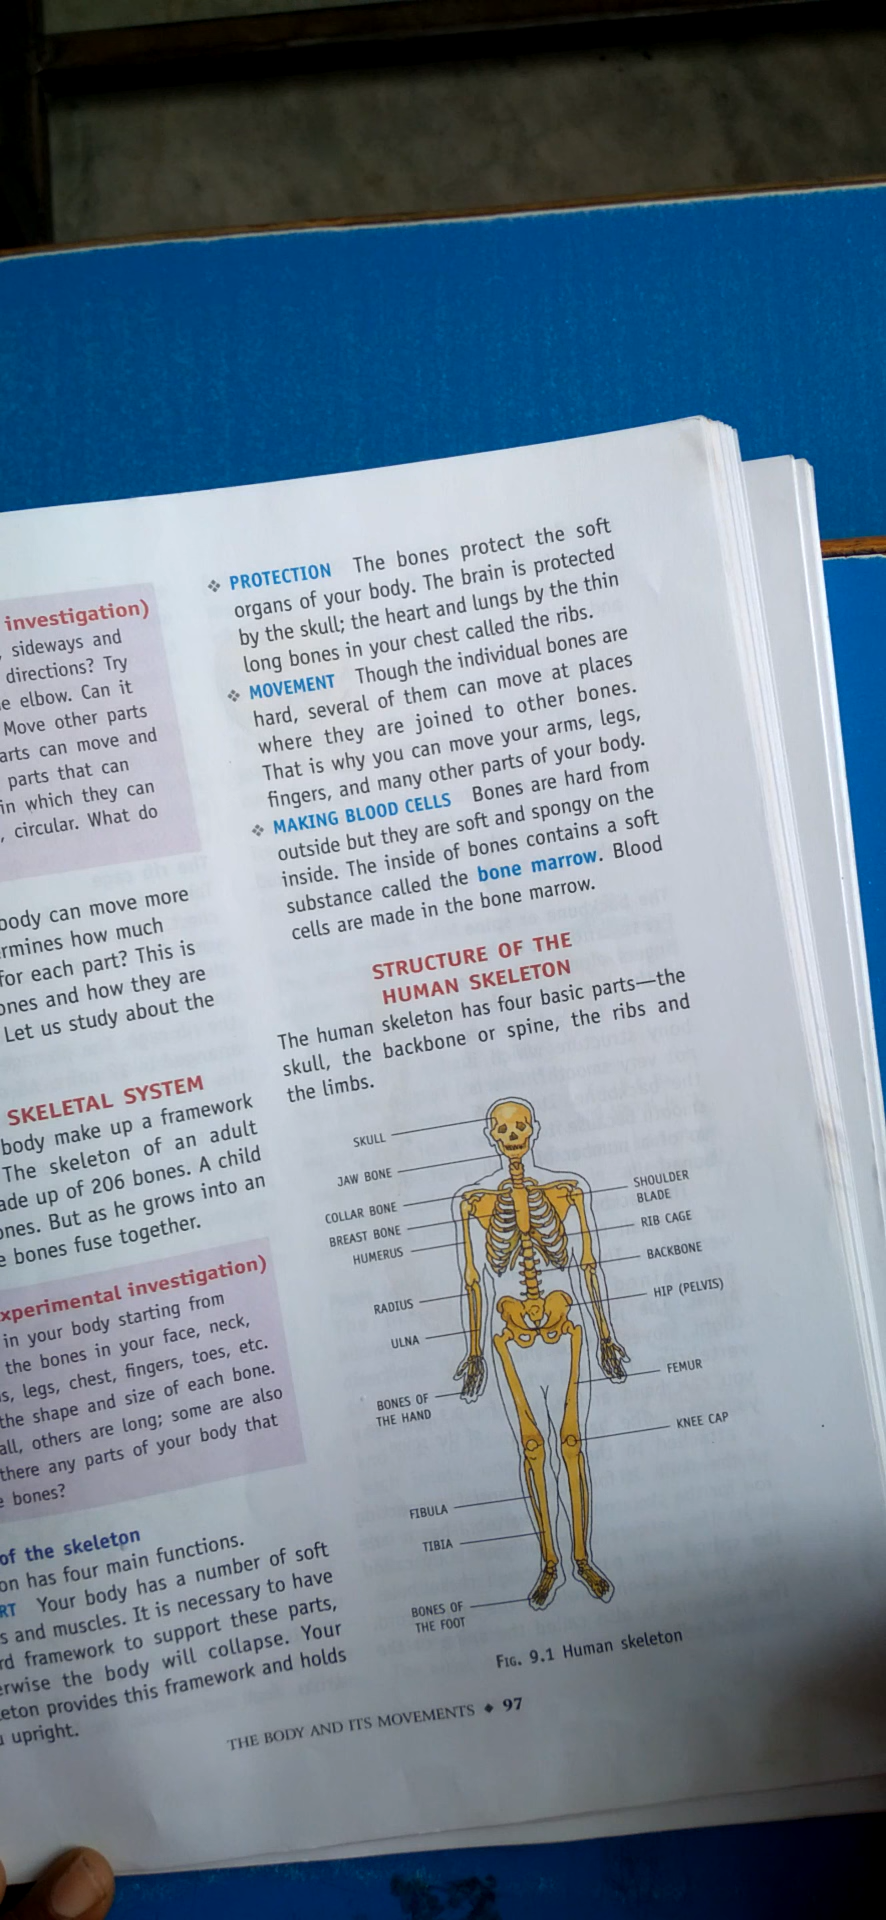 investigation)
, sideways and
directions? Try
elbow. Can it
Move other parts
arts can move and
parts that can
in which they can
, circular. What do
body can move more
ermines how much
for each part? This is
ones and how they are
Let us study about the
SKELETAL SYSTEM
body make up a framework
The skeleton of an adult
ade up of 206 bones. A child
ones. But as he grows into an
bones fuse together.
xperimental investigation)
in your body starting from
the bones in your face, neck,
s, legs, chest, fingers, toes, etc.
the shape and size of each bone.
all, others are long; some are also
there any parts of your body that
bones?
of the skeleton
on has four main functions.
RT Your body has a number of soft
s and muscles. It is necessary to have
rd framework to support these parts,
erwise the body will collapse. Your
eton provides this framework and holds
upright.
❖ PROTECTION The bones protect the soft
organs of your body. The brain is protected
by the skull; the heart and lungs by the thin
long bones in your chest called the ribs.
❖ MOVEMENT Though the individual bones are
hard, several of them can move at places
where they are joined to other bones.
That is why you can move your arms, legs,
fingers, and many other parts of your body.
❖ MAKING BLOOD CELLS Bones are hard from
outside but they are soft and spongy on the
inside. The inside of bones contains a soft
substance called the bone marrow. Blood
cells are made in the bone marrow.
STRUCTURE OF THE
HUMAN SKELETON
The human skeleton has four basic parts—the
skull, the backbone or spine, the ribs and
the limbs.
SKULL
JAW BONE
COLLAR BONE
BREAST BONE
HUMERUS
RADIUS
ULNA
BONES OF
THE HAND
FIBULA
TIBIA
BONES OF
THE FOOT
SHOULDER
BLADE
RIB CAGE
BACKBONE
HIP (PELVIS)
FEMUR
KNEE CAP
FIG. 9.1 Human skeleton
THE BODY AND ITS MOVEMENTS ◆ 97